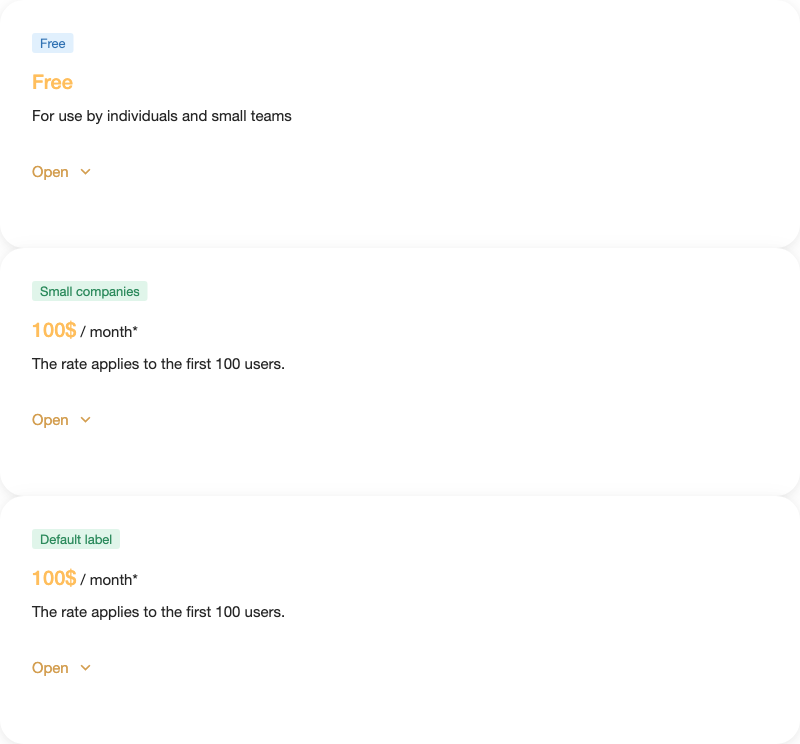 Free
Free
For use by individuals and small teams
Open
Small companies
100$ / month*
The rate applies to the first 100 users.
Open
Default label
100$ / month*
The rate applies to the first 100 users.
Open